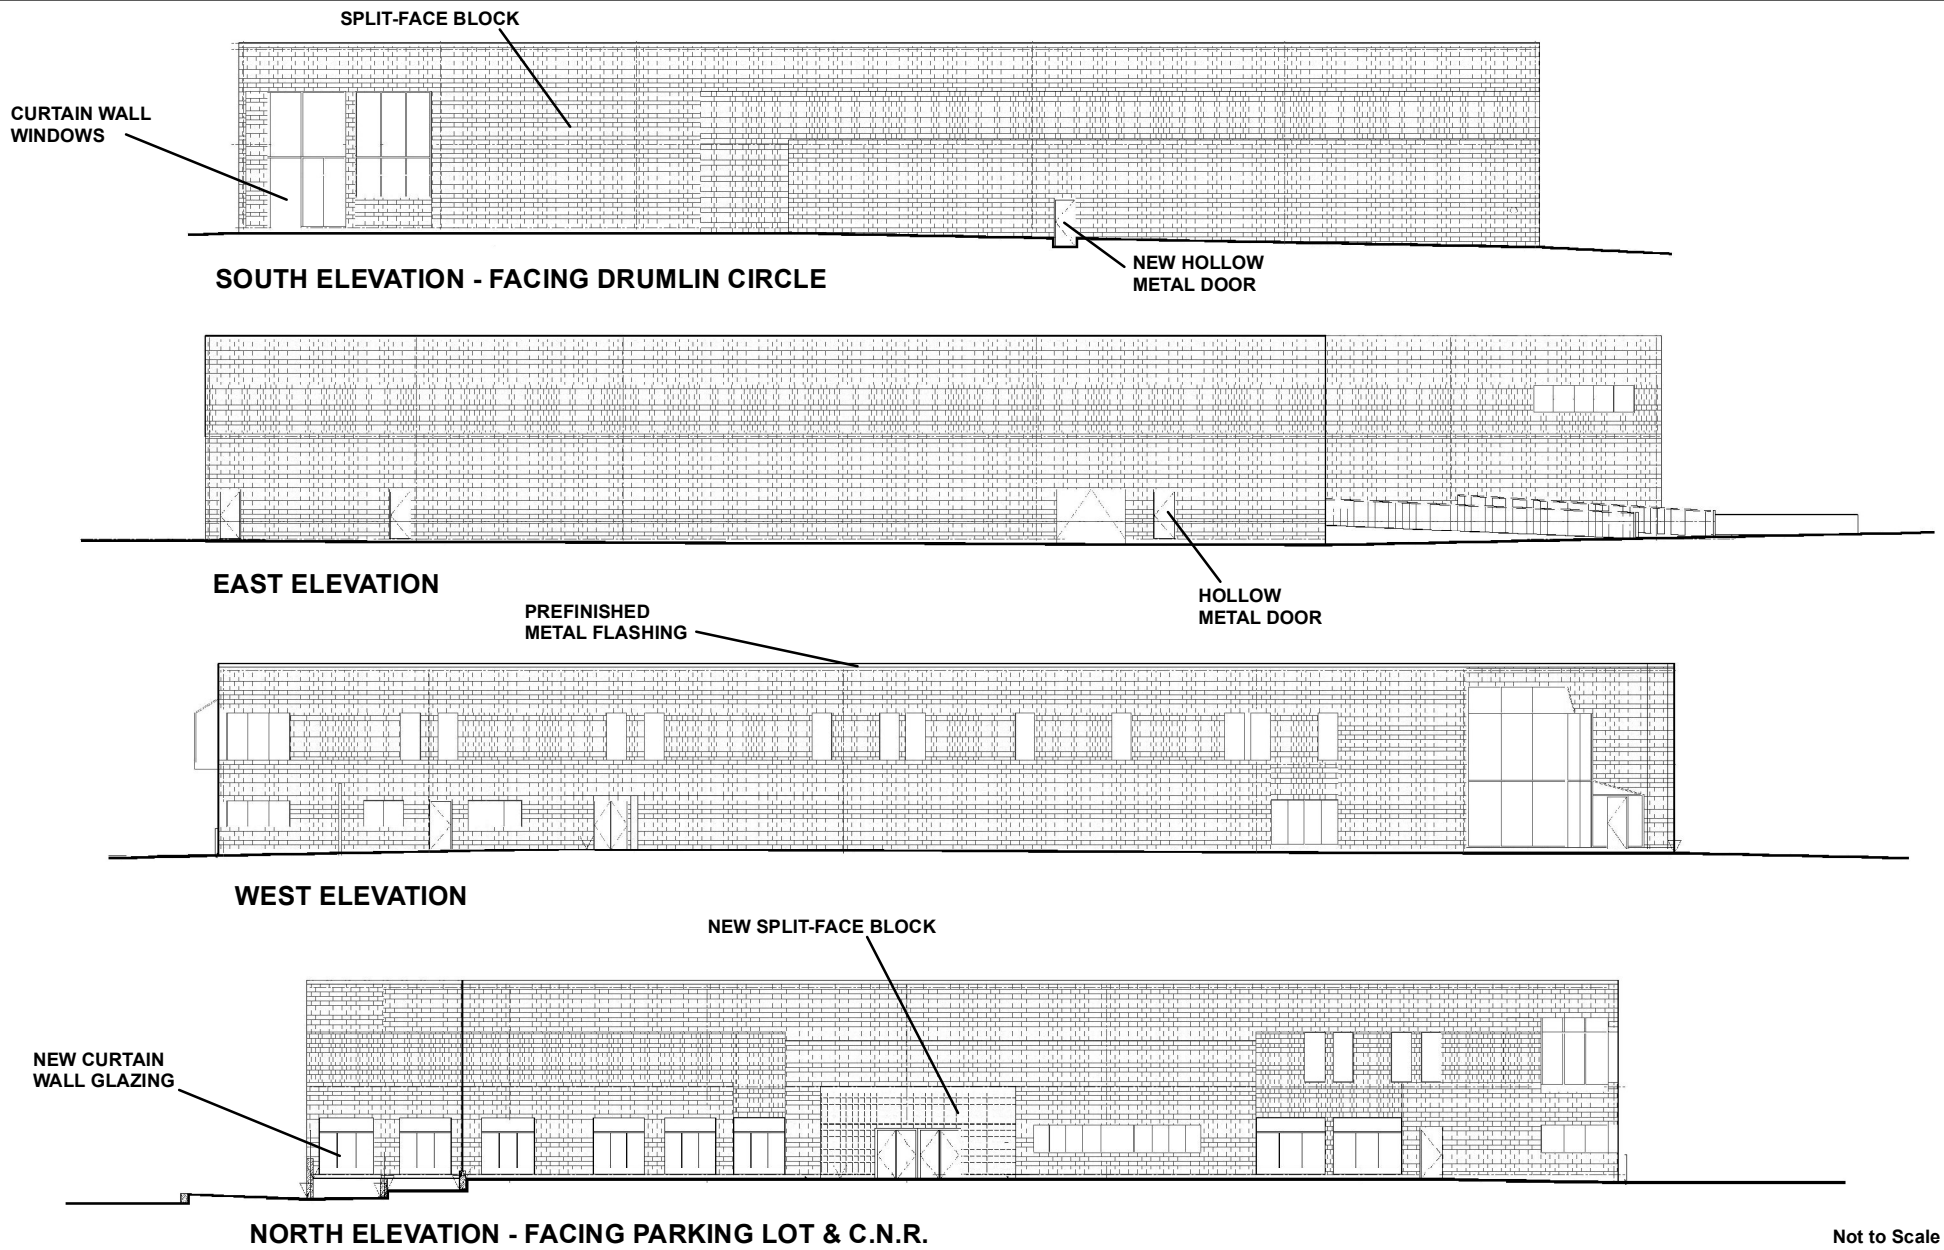 SPLIT-FACE BLOCK
CURTAIN WALL
WINDOWS
NEW HOLLOW
METAL DOOR
SOUTH ELEVATION - FACING DRUMLIN CIRCLE
EAST ELEVATION
HOLLOW
METAL DOOR
PREFINISHED
METAL FLASHING
WEST ELEVATION
NEW SPLIT-FACE BLOCK
NEW CURTAIN
WALL GLAZING
NORTH ELEVATION - FACING PARKING LOT & C.N.R.
Not to Scale